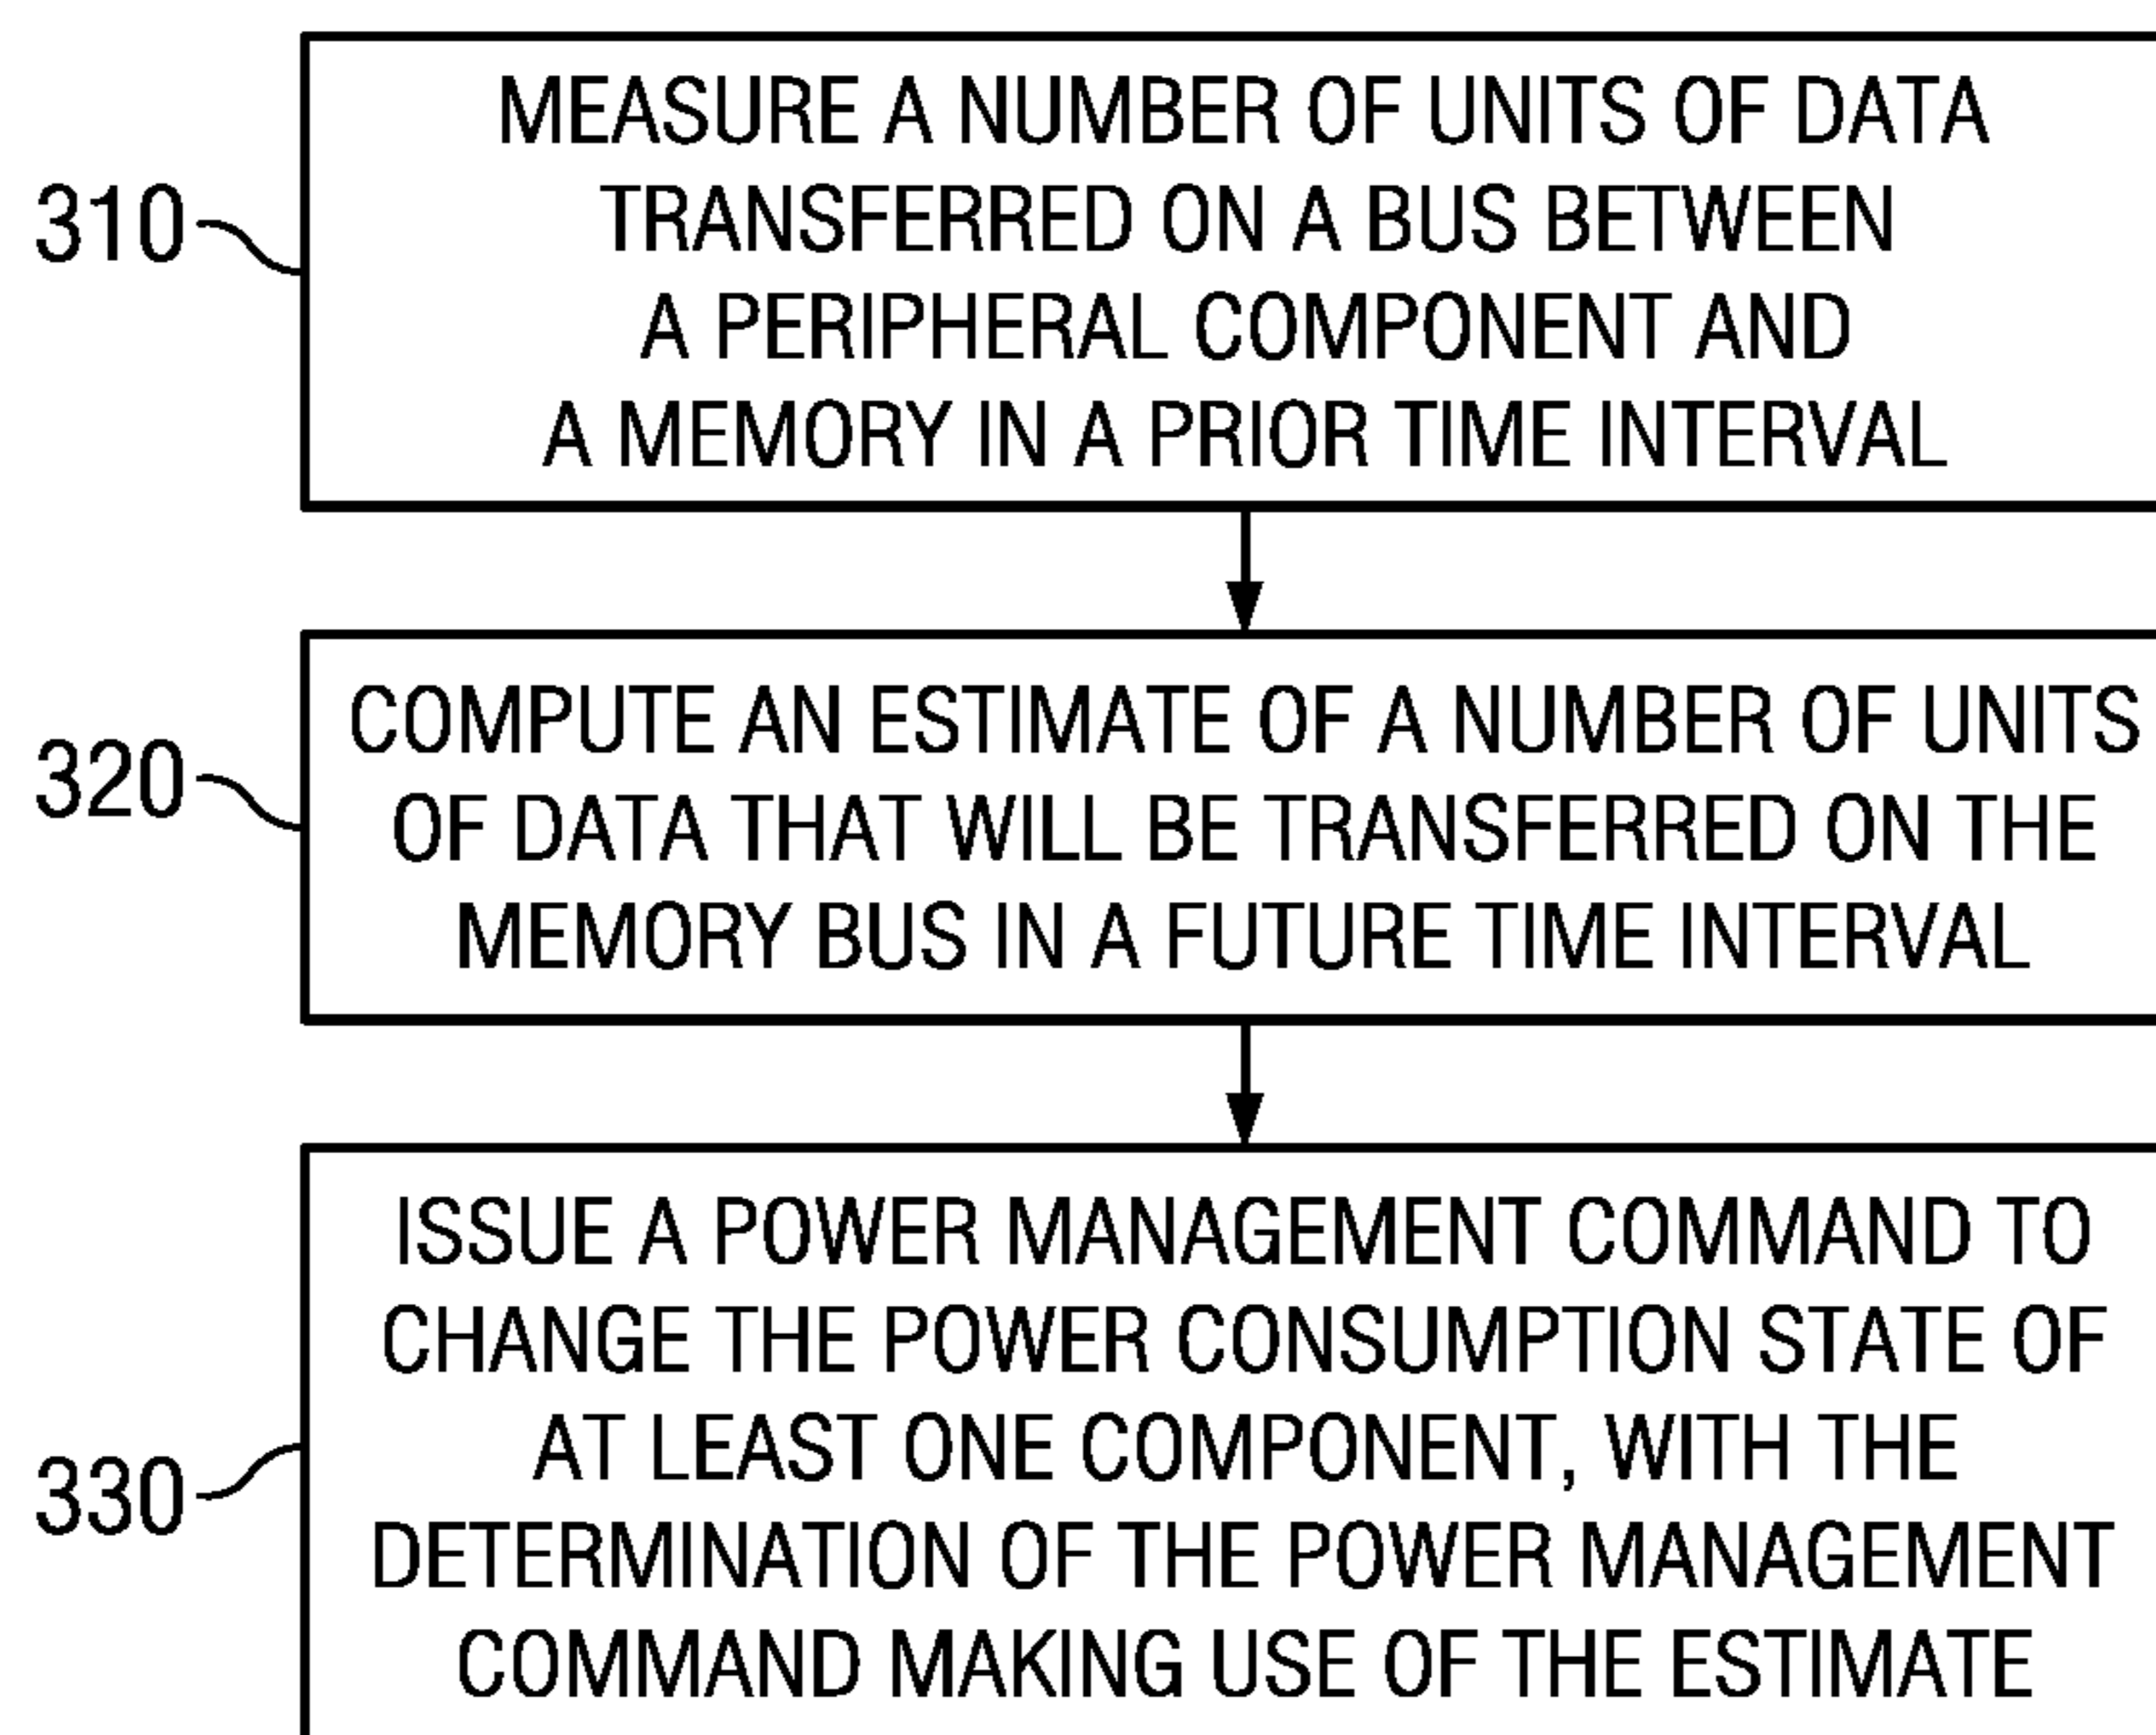 310
MEASURE A NUMBER OF UNITS OF DATA
TRANSFERRED ON A BUS BETWEEN
A PERIPHERAL COMPONENT AND
A MEMORY IN A PRIOR TIME INTERVAL
320
COMPUTE AN ESTIMATE OF A NUMBER OF UNITS
OF DATA THAT WILL BE TRANSFERRED ON THE
MEMORY BUS IN A FUTURE TIME INTERVAL
330
ISSUE A POWER MANAGEMENT COMMAND TO
CHANGE THE POWER CONSUMPTION STATE OF
AT LEAST ONE COMPONENT, WITH THE
DETERMINATION OF THE POWER MANAGEMENT
COMMAND MAKING USE OF THE ESTIMATE